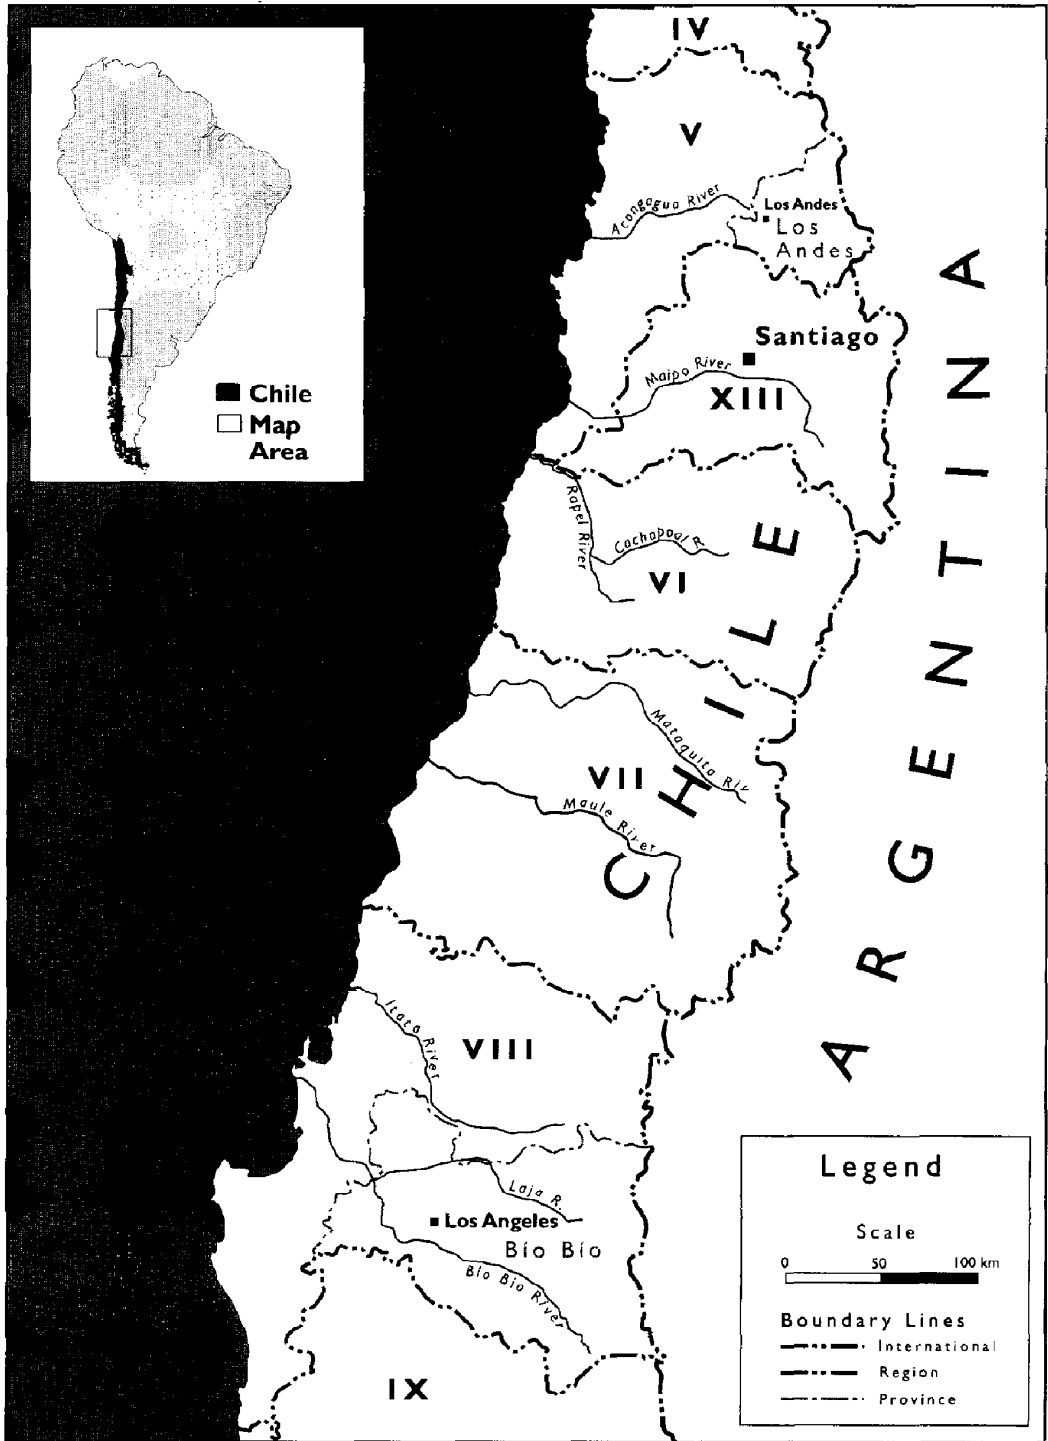 IV
V
Acongagua River
Los Andes
Los
Andes
Santiago
Maipo River
XIII
Chile
Map
Area
Rapel River
Cachapoal R.
VI
CHILE
ARGENTINA
Mataquito Riv
VII
Maule River
Itata River
VIII
Laja R.
Los Angeles
Bío Bío
Bío Bío River
IX
Legend
Scale
0 50 100 km
Boundary Lines
International
Region
Province